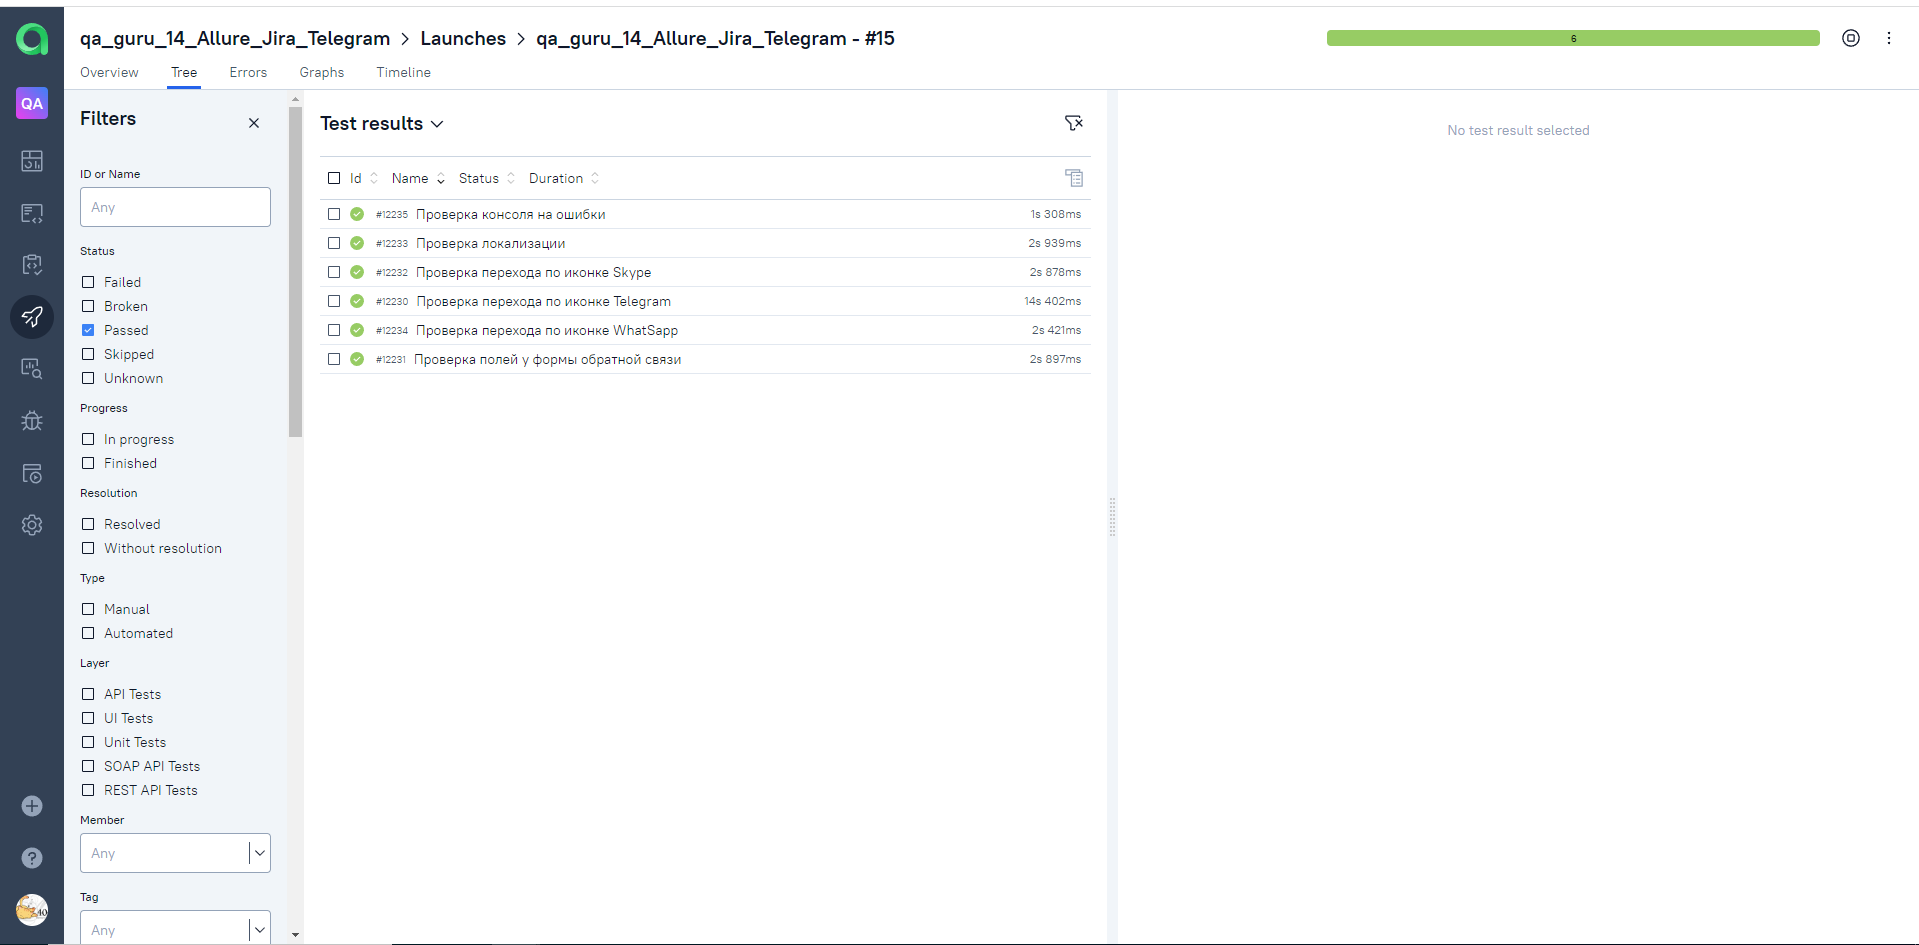 qa_guru_14_Allure_Jira_Telegram > Launches > qa_guru_14_Allure_Jira_Telegram - #15
6
Overview Tree Errors Graphs Timeline
QA
Filters
ID or Name
Any
Status
Failed
Broken
Passed
Skipped
Unknown
Progress
In progress
Finished
Resolution
Resolved
Without resolution
Type
Manual
Automated
Layer
API Tests
UI Tests
Unit Tests
SOAP API Tests
REST API Tests
Member
Any
Tag
Any
Test results
Id Name Status Duration
#12235 Проверка консоля на ошибки 1s 308ms
#12233 Проверка локализации 2s 939ms
#12232 Проверка перехода по иконке Skype 2s 878ms
#12230 Проверка перехода по иконке Telegram 14s 402ms
#12234 Проверка перехода по иконке WhatSapp 2s 421ms
#12231 Проверка полей у формы обратной связи 2s 897ms
No test result selected